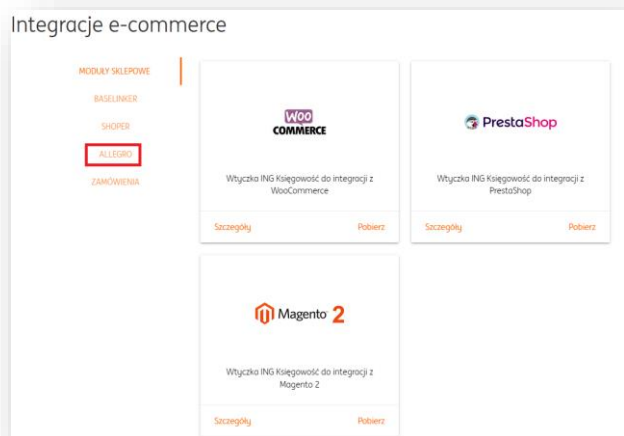 Integracje e-commerce
MODUŁY SKLEPOWE
BASELINKER
SHOPER
ALLEGRO
ZAMÓWIENIA
WOO
COMMERCE
Wtyczka ING Księgowość do integracji z
WooCommerce
Szczegóły Pobierz
PrestaShop
Wtyczka ING Księgowość do integracji z
PrestaShop
Szczegóły Pobierz
Magento 2
Wtyczka ING Księgowość do integracji z
Magento 2
Szczegóły Pobierz